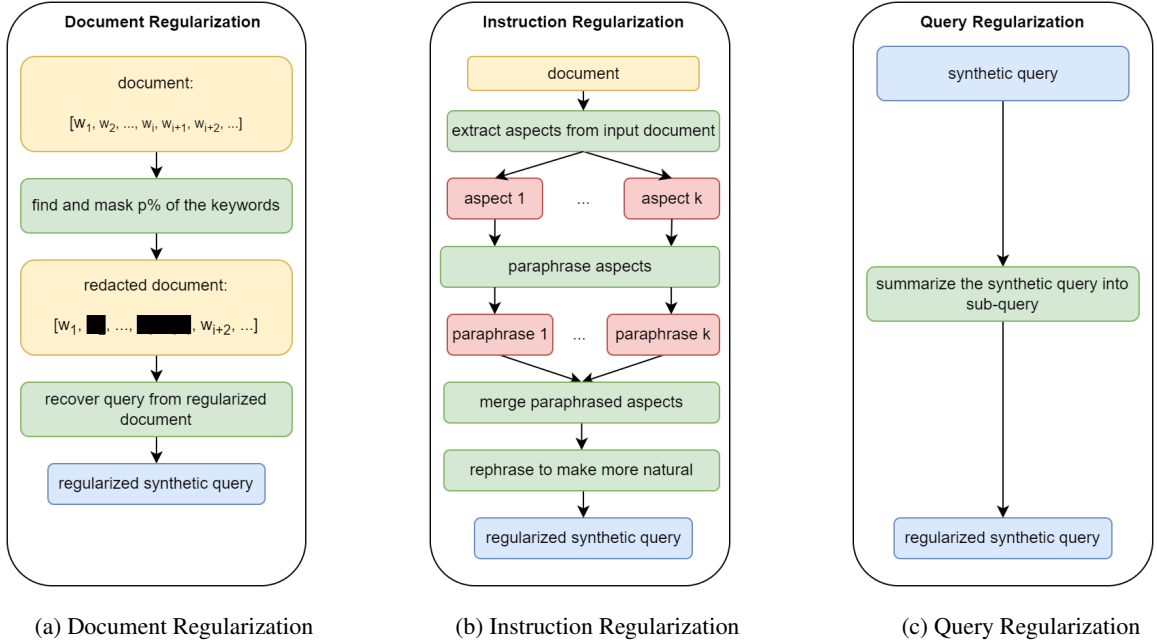 Document Regularization
document:
[w1, w2, ..., wi, wi+1, wi+2, ...]
find and mask p% of the keywords
redacted document:
[w1, , ..., , wi+2, ...]
recover query from regularized
document
regularized synthetic query
(a) Document Regularization
Instruction Regularization
document
extract aspects from input document
aspect 1 ... aspect k
paraphrase aspects
paraphrase 1 ... paraphrase k
merge paraphrased aspects
rephrase to make more natural
regularized synthetic query
(b) Instruction Regularization
Query Regularization
synthetic query
summarize the synthetic query into
sub-query
regularized synthetic query
(c) Query Regularization